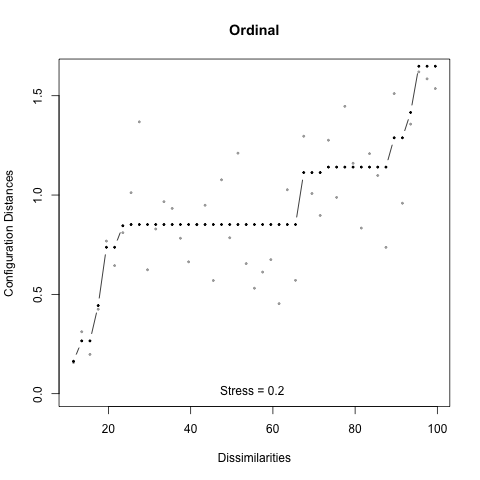 Ordinal
Configuration Distances
1.5
1.0
0.5
0.0
Stress = 0.2
20 40 60 80 100
Dissimilarities